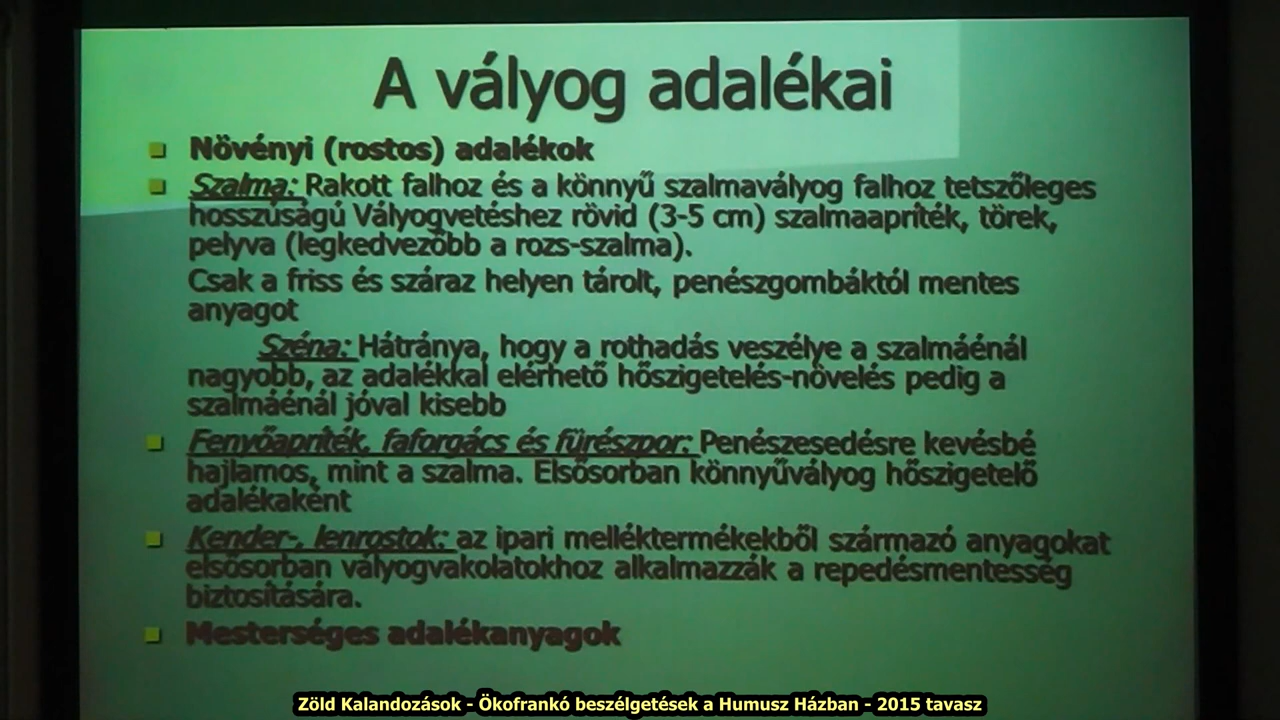 A vályog adalékai
Növényi (rostos) adalékok
Szalma: Rakott falhoz és a könnyű szalmavályog falhoz tetszőleges
hosszúságú Vályogvetéshez rövid (3-5 cm) szalmaapríték, törek,
pelyva (legkedvezőbb a rozs-szalma).
Csak a friss és száraz helyen tárolt, penészgombáktól mentes
anyagot
Széna: Hátránya, hogy a rothadás veszélye a szalmáénál
nagyobb, az adalékkal elérhető hőszigetelés-növelés pedig a
szalmáénál jóval kisebb
Fenyőapríték, faforgács és fűrészpor: Penészesedésre kevésbé
hajlamos, mint a szalma. Elsősorban könnyűvályog hőszigetelő
adalékaként
Kender-, lenrostok: az ipari melléktermékekből származó anyagokat
elsősorban vályogvakolatokhoz alkalmazzák a repedésmentesség
biztosítására.
Mesterséges adalékanyagok
Zöld Kalandozások - Ökofrankó beszélgetések a Humusz Házban - 2015 tavasz